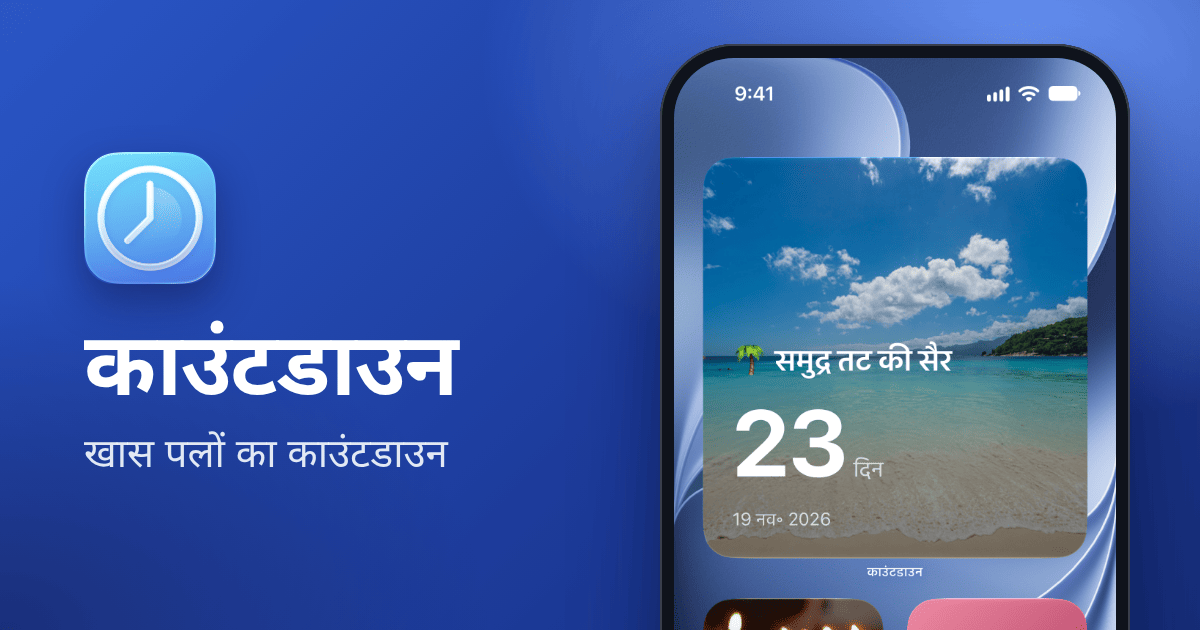 काउंटडाउन
खास पलों का काउंटडाउन
9:41
समुद्र तट की सैर
23 दिन
19 नव॰ 2026
काउंटडाउन